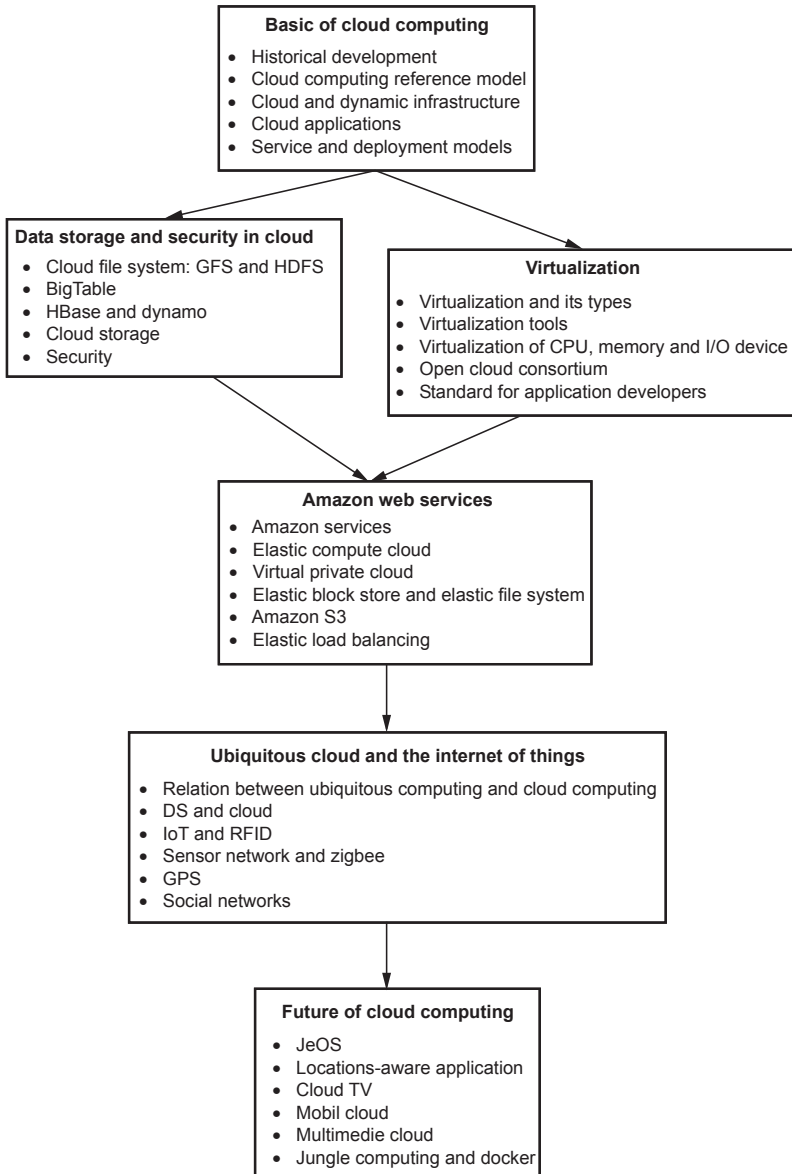 Basic of cloud computing
• Historical development
• Cloud computing reference model
• Cloud and dynamic infrastructure
• Cloud applications
• Service and deployment models
Data storage and security in cloud
• Cloud file system: GFS and HDFS
• BigTable
• HBase and dynamo
• Cloud storage
• Security
Virtualization
• Virtualization and its types
• Virtualization tools
• Virtualization of CPU, memory and I/O device
• Open cloud consortium
• Standard for application developers
Amazon web services
• Amazon services
• Elastic compute cloud
• Virtual private cloud
• Elastic block store and elastic file system
• Amazon S3
• Elastic load balancing
Ubiquitous cloud and the internet of things
• Relation between ubiquitous computing and cloud computing
• DS and cloud
• IoT and RFID
• Sensor network and zigbee
• GPS
• Social networks
Future of cloud computing
• JeOS
• Locations-aware application
• Cloud TV
• Mobil cloud
• Multimedie cloud
• Jungle computing and docker